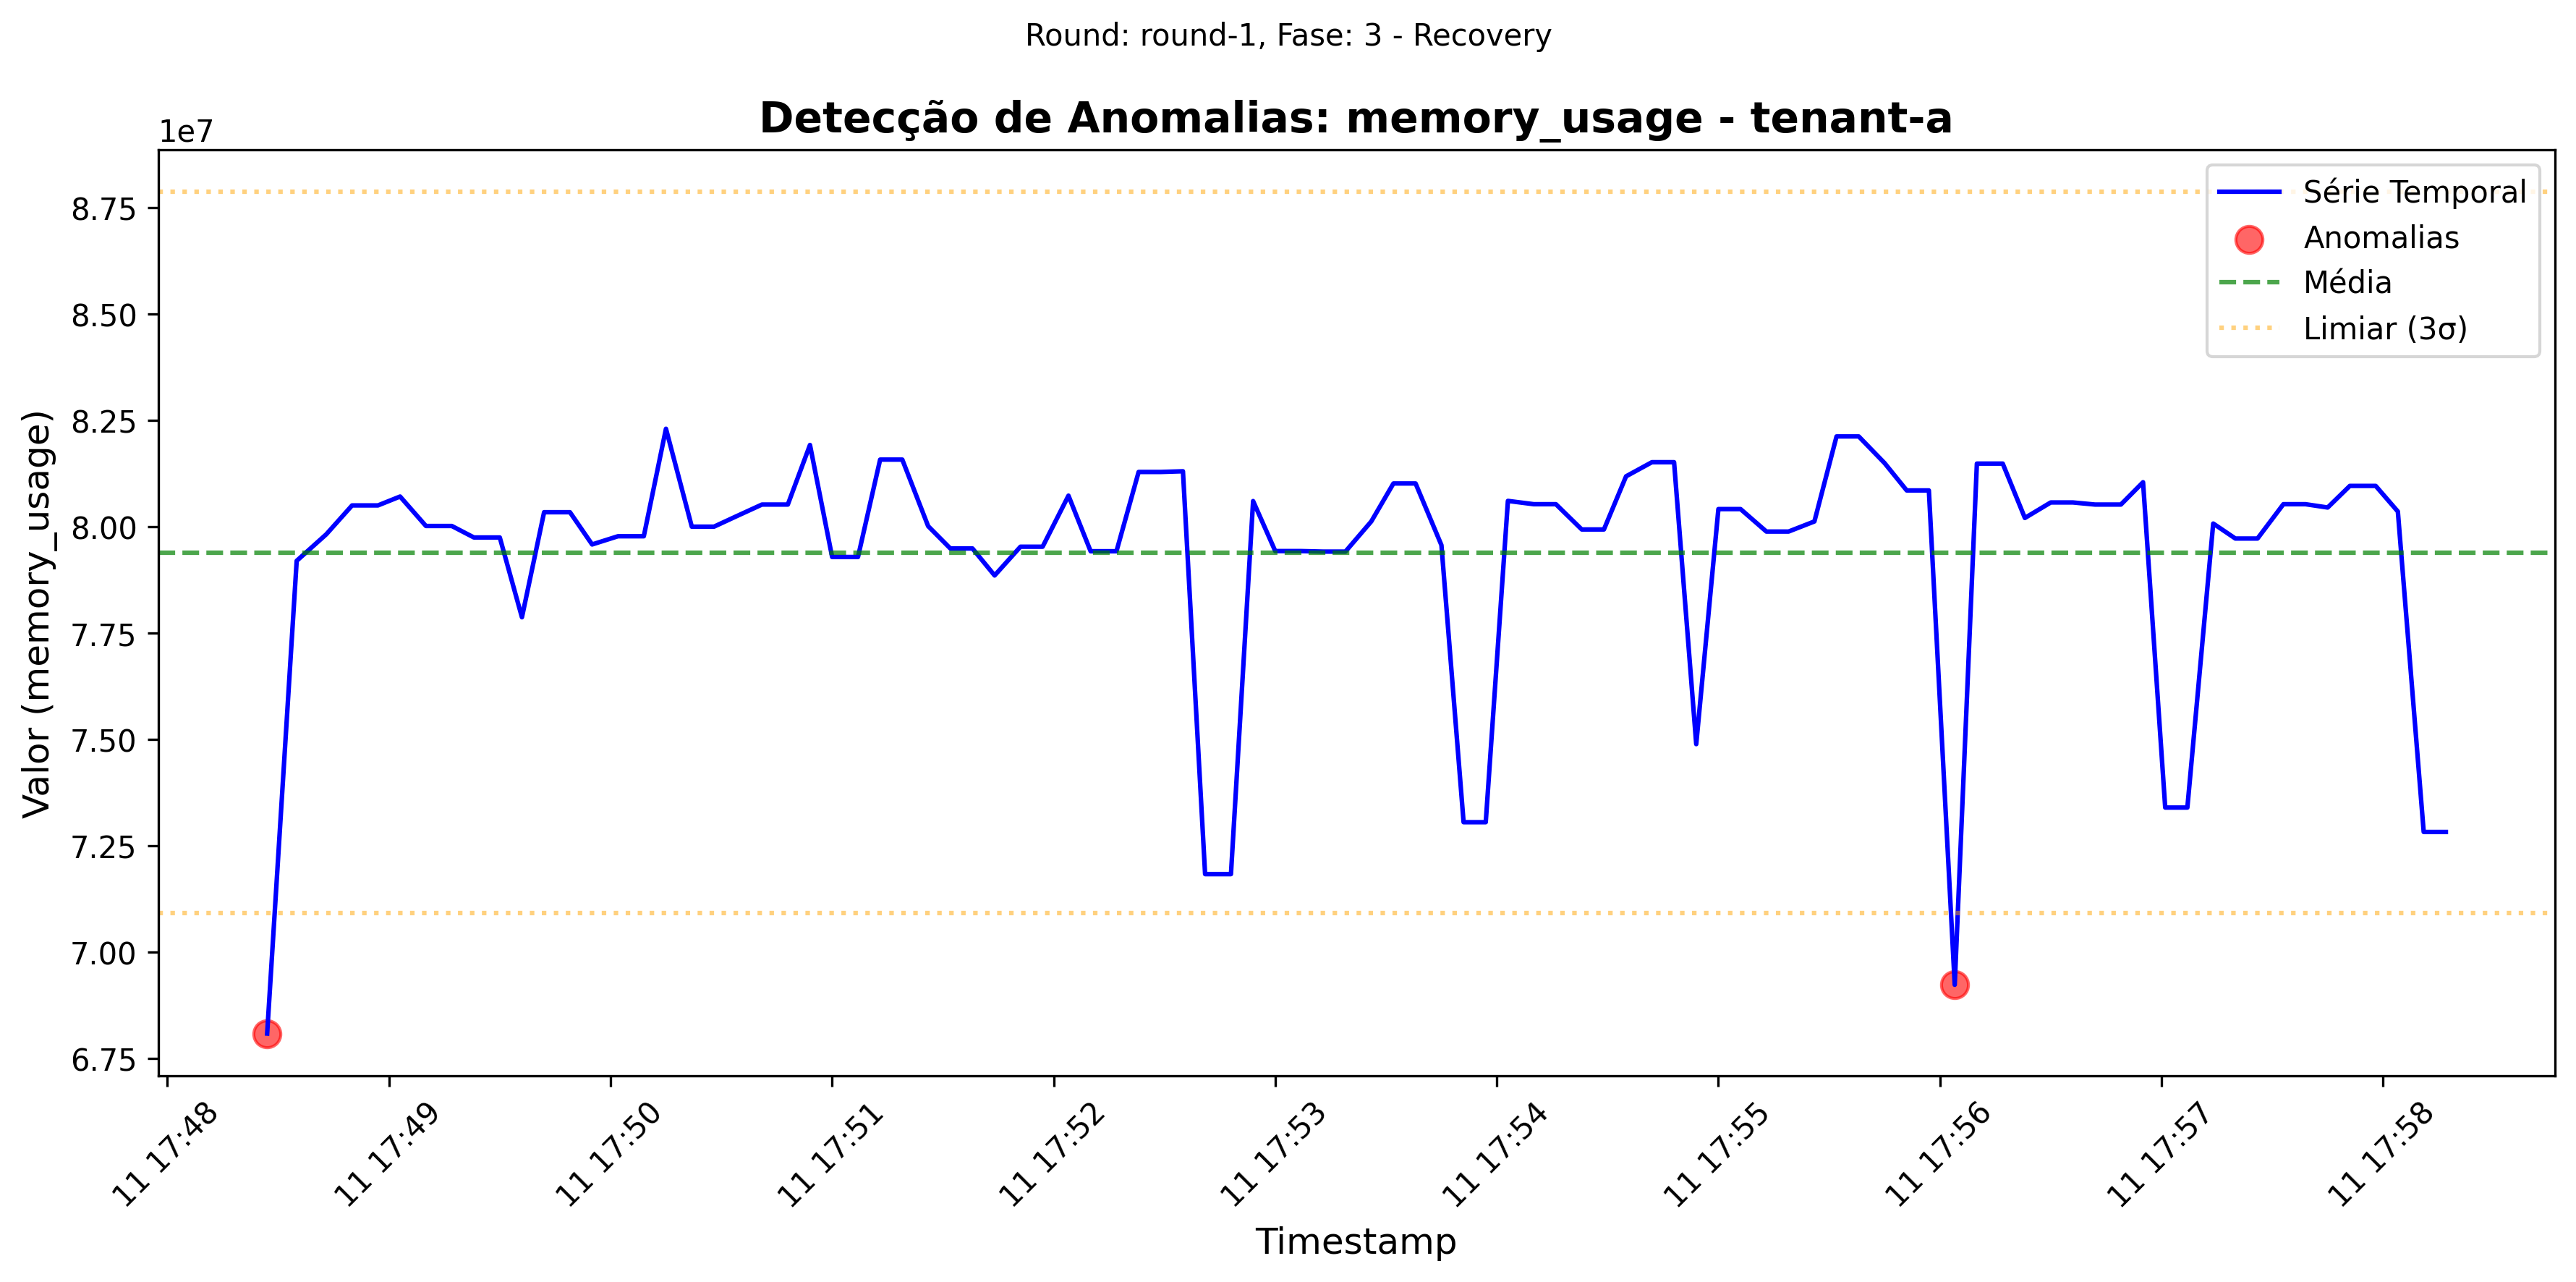 Round: round-1, Fase: 3 - Recovery
Detecção de Anomalias: memory_usage - tenant-a
1e7
8.75
8.50
8.25
8.00
7.75
7.50
7.25
7.00
6.75
Valor (memory_usage)
Série Temporal
Anomalias
Média
Limiar (3σ)
11 17:48
11 17:49
11 17:50
11 17:51
11 17:52
11 17:53
11 17:54
11 17:55
11 17:56
11 17:57
11 17:58
Timestamp